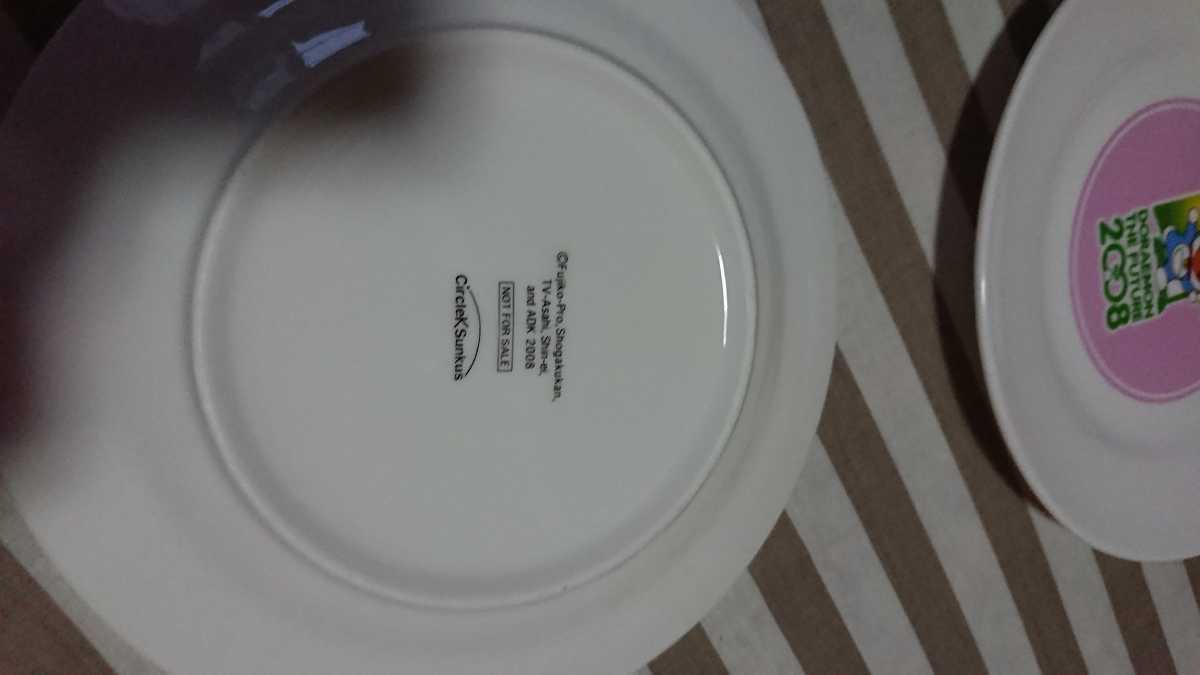 ©Fujiko-Pro, Shogakukan,
TV-Asahi, Shin-ei,
and ADK 2008
NOT FOR SALE
CircleK Sunkus
DORAEMON
THE FUTURE
2008